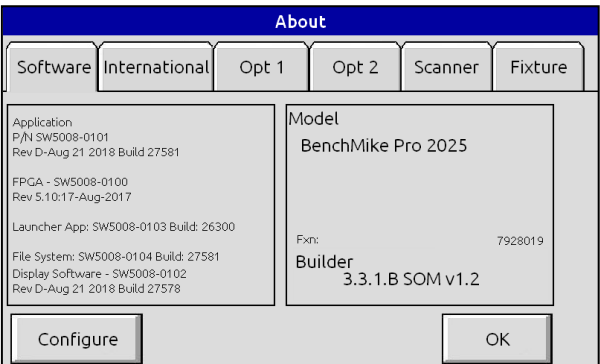 About
Software International Opt 1 Opt 2 Scanner Fixture
Application
P/N SW5008-0101
Rev D-Aug 21 2018 Build 27581
FPGA - SW5008-0100
Rev 5.10:17-Aug-2017
Launcher App: SW5008-0103 Build: 26300
File System: SW5008-0104 Build: 27581
Display Software - SW5008-0102
Rev D-Aug 21 2018 Build 27578
Model
BenchMike Pro 2025
Fxn: 7928019
Builder
3.3.1.B SOM v1.2
Configure OK